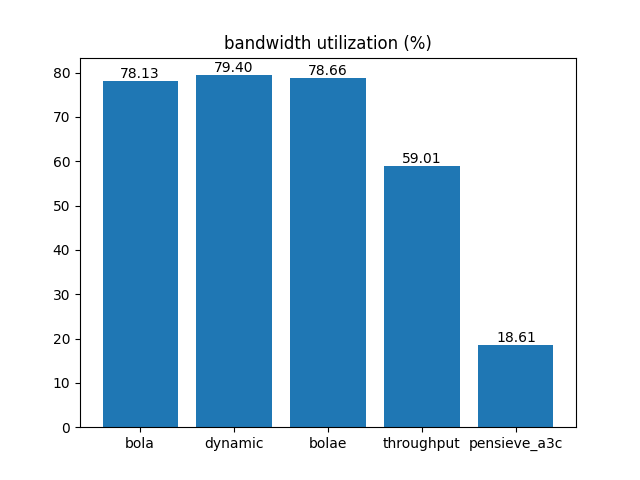 bandwidth utilization (%)
80
70
60
50
40
30
20
10
0
78.13
79.40
78.66
59.01
18.61
bola
dynamic
bolae
throughput
pensieve_a3c